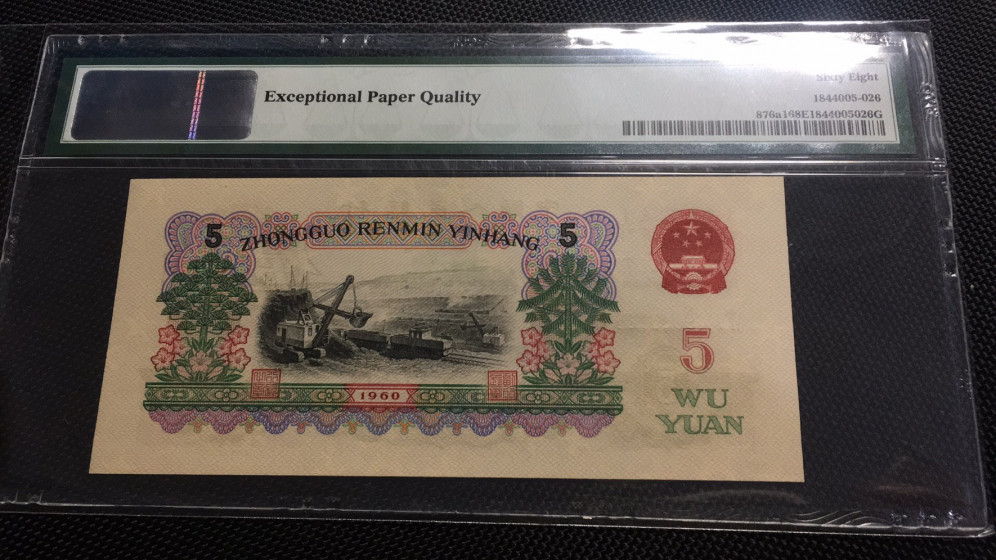 Exceptional Paper Quality
Sixty Eight
1844005-026
876a168E1844005026G
5 ZHONGGUO RENMIN YINHANG 5
1960
5
WU
YUAN